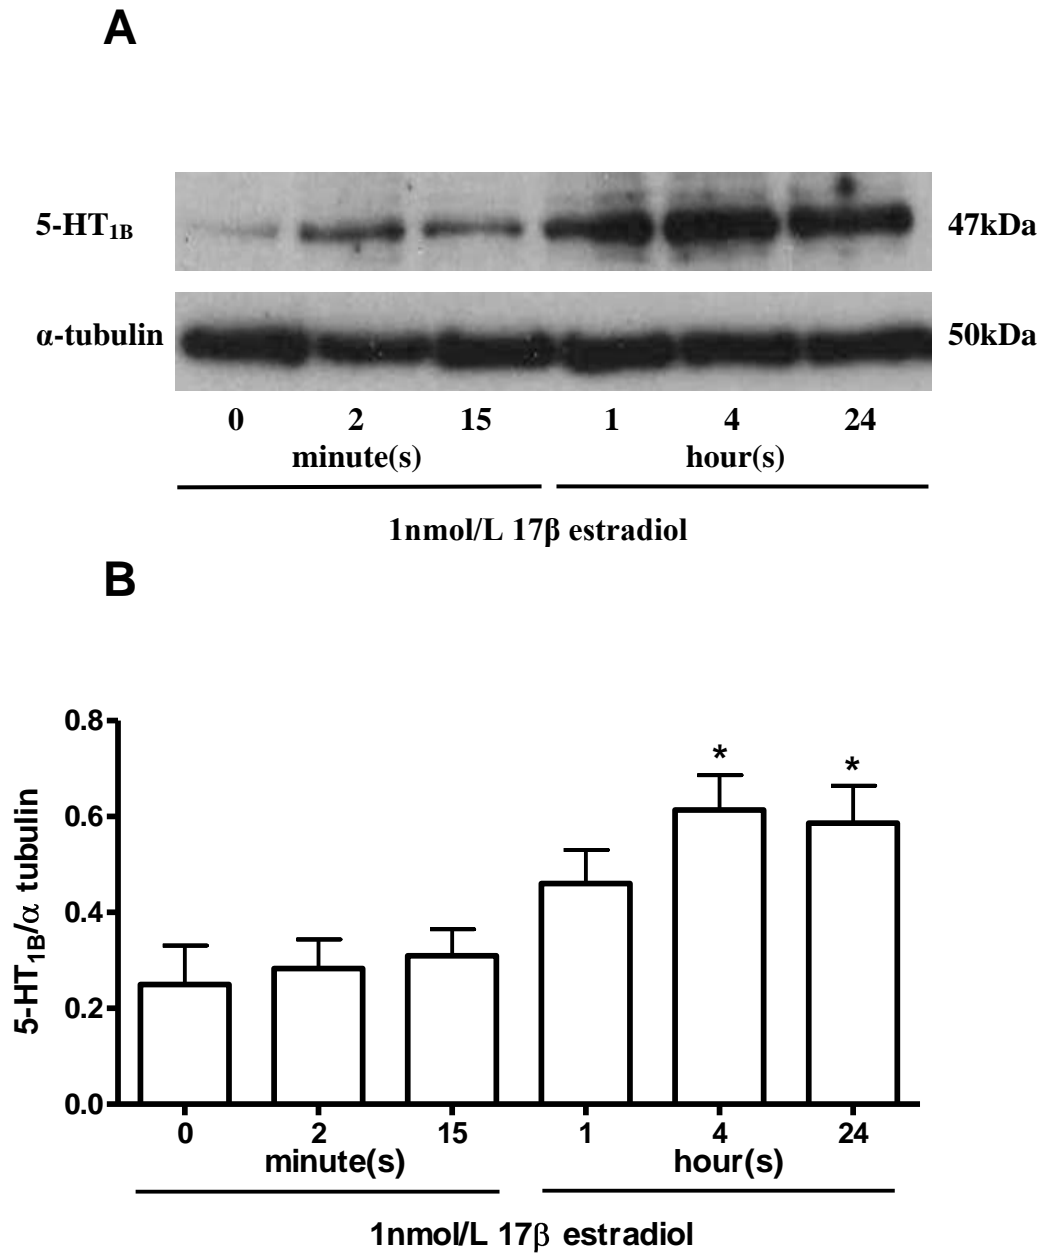 A
5-HT1B 47kDa
α-tubulin 50kDa
0 2 15 1 4 24
minute(s) hour(s)
1nmol/L 17β estradiol
B
5-HT1B/α tubulin
0.8
0.6
0.4
0.2
0.0
* *
0 2 15 1 4 24
minute(s) hour(s)
1nmol/L 17β estradiol